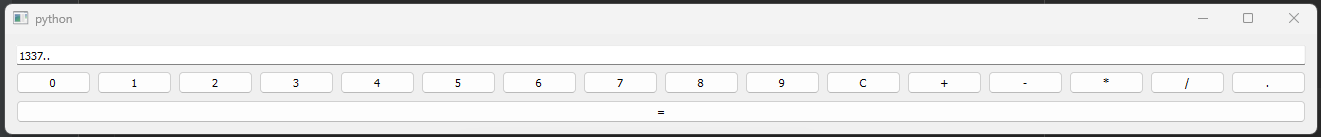 python
1337..
0 1 2 3 4 5 6 7 8 9 C + - * / .
=